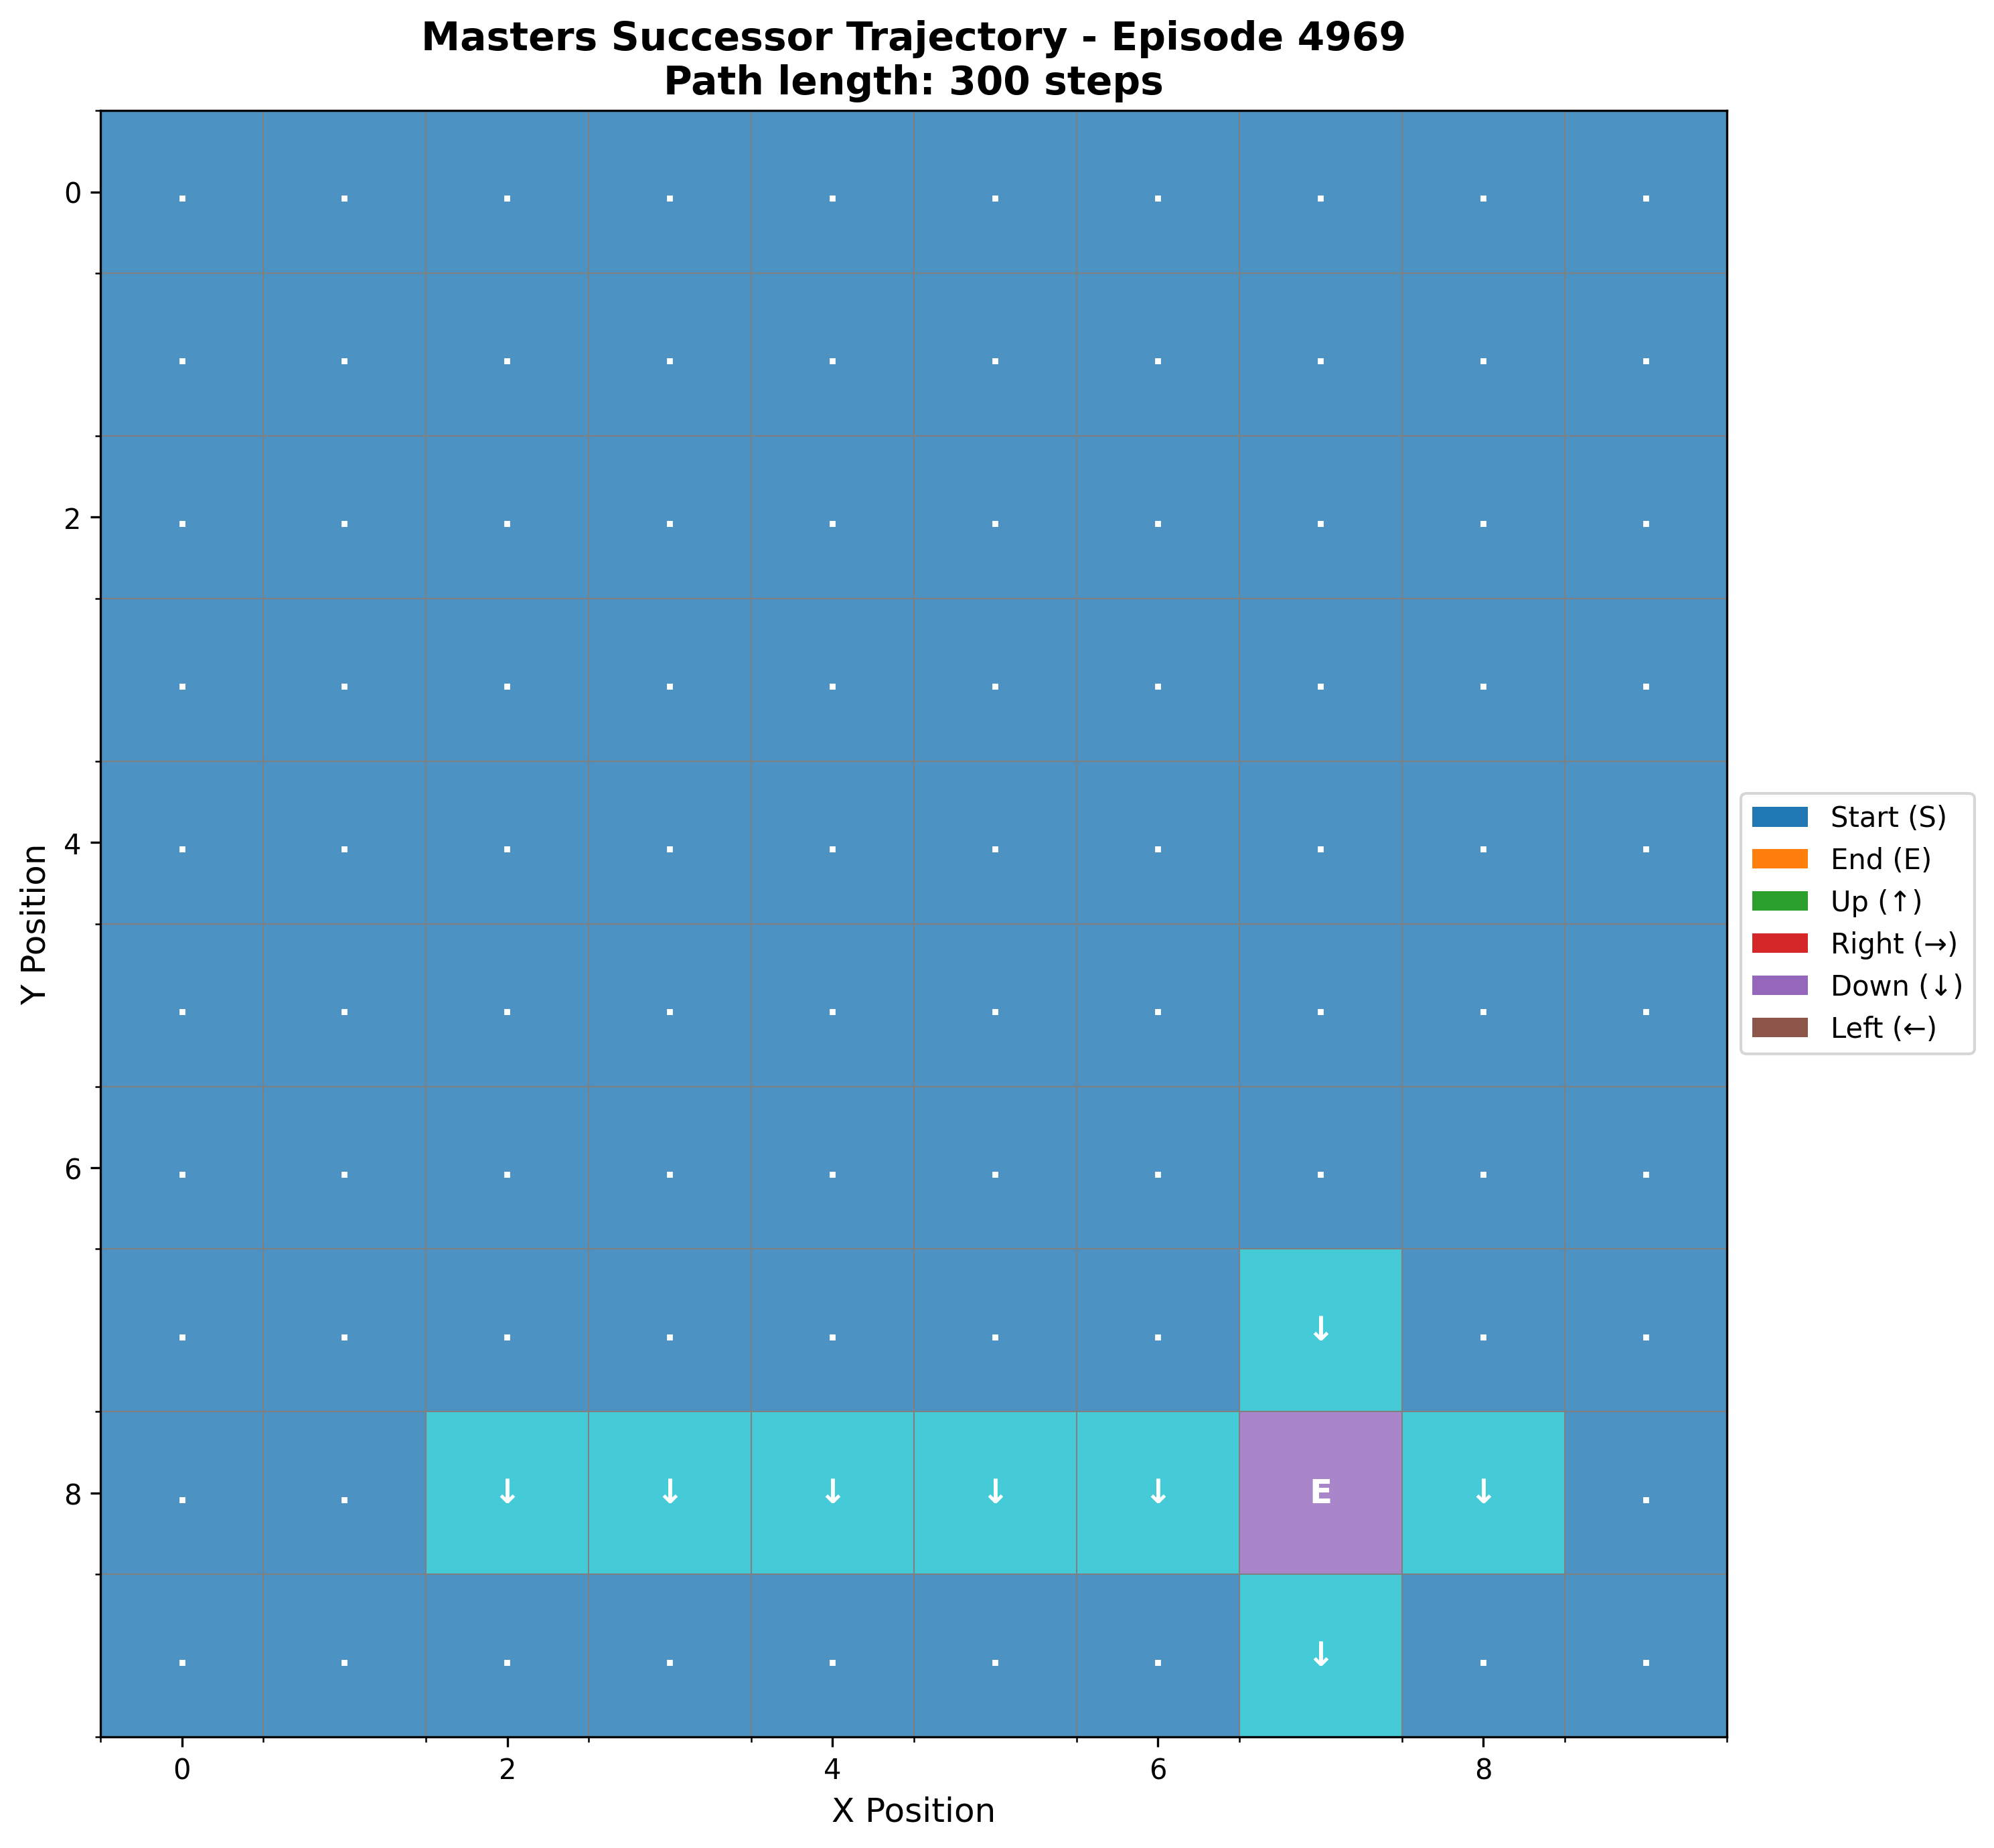 Masters Successor Trajectory - Episode 4969
Path length: 300 steps
0
. . . . . . . . . .
. . . . . . . . . .
2
. . . . . . . . . .
. . . . . . . . . .
4
. . . . . . . . . .
. . . . . . . . . .
6
. . . . . . . . . .
. . . . . . . ↓ . .
8
. . ↓ ↓ ↓ ↓ ↓ E ↓ .
. . . . . . . ↓ . .
0 2 4 6 8
X Position
Y Position
Start (S)
End (E)
Up (↑)
Right (→)
Down (↓)
Left (←)